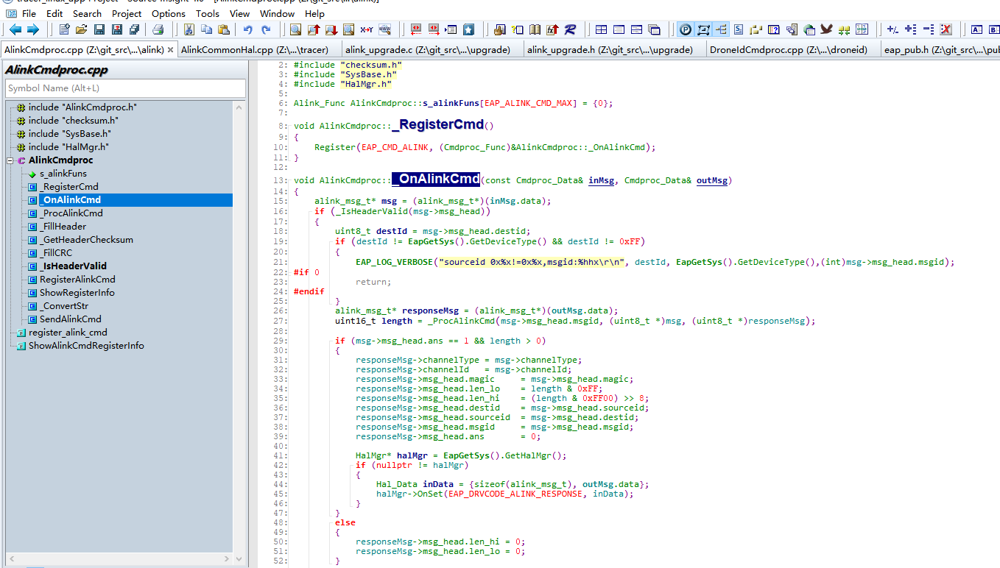 tracer_linux_app Project - Source Insight 4.0 - [AlinkCmdproc.cpp (Z:\git_src\lin\alink)]
File Edit Search Project Options Tools View Window Help
AlinkCmdproc.cpp (Z:\git_src\...\alink) AlinkCommonHal.cpp (Z:\...\tracer) alink_upgrade.c (Z:\git_src\...\upgrade) alink_upgrade.h (Z:\git_src\...\upgrade) DroneIdCmdproc.cpp (Z:\...\droneid) eap_pub.h (Z:\git_src\...\pub
AlinkCmdproc.cpp
Symbol Name (Alt+L)
include "AlinkCmdproc.h"
include "checksum.h"
include "SysBase.h"
include "HalMgr.h"
AlinkCmdproc
s_alinkFuns
_RegisterCmd
_OnAlinkCmd
_ProcAlinkCmd
_FillHeader
_GetHeaderChecksum
_FillCRC
_IsHeaderValid
RegisterAlinkCmd
ShowRegisterInfo
_ConvertStr
SendAlinkCmd
register_alink_cmd
ShowAlinkCmdRegisterInfo
2: #include "checksum.h"
3: #include "SysBase.h"
4: #include "HalMgr.h"
5:
6: Alink_Func AlinkCmdproc::s_alinkFuns[EAP_ALINK_CMD_MAX] = {0};
7:
8: void AlinkCmdproc::_RegisterCmd()
9: {
10: Register(EAP_CMD_ALINK, (Cmdproc_Func)&AlinkCmdproc::_OnAlinkCmd);
11: }
12:
13: void AlinkCmdproc::_OnAlinkCmd(const Cmdproc_Data& inMsg, Cmdproc_Data& outMsg)
14: {
15: alink_msg_t* msg = (alink_msg_t*)(inMsg.data);
16: if (_IsHeaderValid(msg->msg_head))
17: {
18: uint8_t destId = msg->msg_head.destid;
19: if (destId != EapGetSys().GetDeviceType() && destId != 0xFF)
20: {
21: EAP_LOG_VERBOSE("sourceid 0x%x!=0x%x,msgid:%hhx\r\n", destId, EapGetSys().GetDeviceType(),(int)msg->msg_head.msgid);
22: #if 0
23: return;
24: #endif
25: }
26: alink_msg_t* responseMsg = (alink_msg_t*)(outMsg.data);
27: uint16_t length = _ProcAlinkCmd(msg->msg_head.msgid, (uint8_t *)msg, (uint8_t *)responseMsg);
28:
29: if (msg->msg_head.ans == 1 && length > 0)
30: {
31: responseMsg->channelType = msg->channelType;
32: responseMsg->channelId = msg->channelId;
33: responseMsg->msg_head.magic = msg->msg_head.magic;
34: responseMsg->msg_head.len_lo = length & 0xFF;
35: responseMsg->msg_head.len_hi = (length & 0xFF00) >> 8;
36: responseMsg->msg_head.destid = msg->msg_head.sourceid;
37: responseMsg->msg_head.sourceid = msg->msg_head.destid;
38: responseMsg->msg_head.msgid = msg->msg_head.msgid;
39: responseMsg->msg_head.ans = 0;
40:
41: HalMgr* halMgr = EapGetSys().GetHalMgr();
42: if (nullptr != halMgr)
43: {
44: Hal_Data inData = {sizeof(alink_msg_t), outMsg.data};
45: halMgr->OnSet(EAP_DRVCODE_ALINK_RESPONSE, inData);
46: }
47: }
48: else
49: {
50: responseMsg->msg_head.len_hi = 0;
51: responseMsg->msg_head.len_lo = 0;
52: }